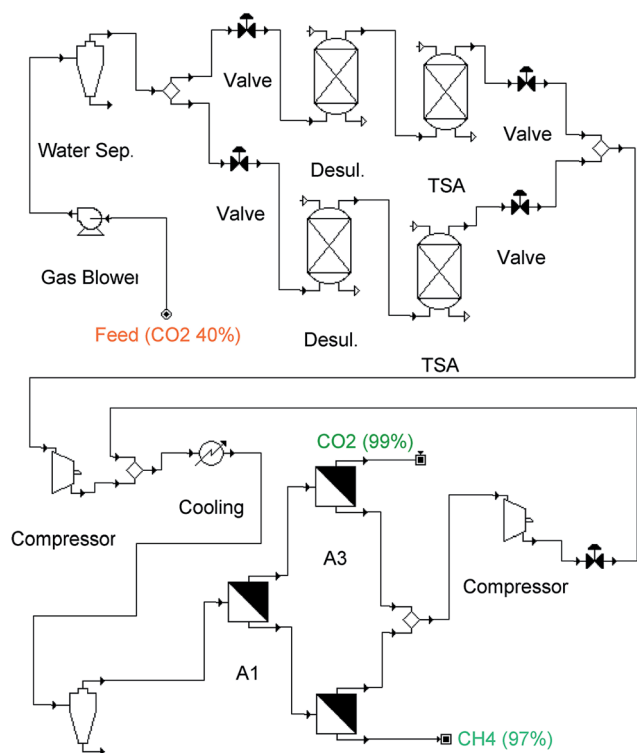 Valve
Valve
Water Sep.
Desul.
TSA
Valve
Valve
Gas Blower
Feed (CO2 40%)
Desul.
TSA
CO2 (99%)
Cooling
Compressor
A3
Compressor
A1
CH4 (97%)